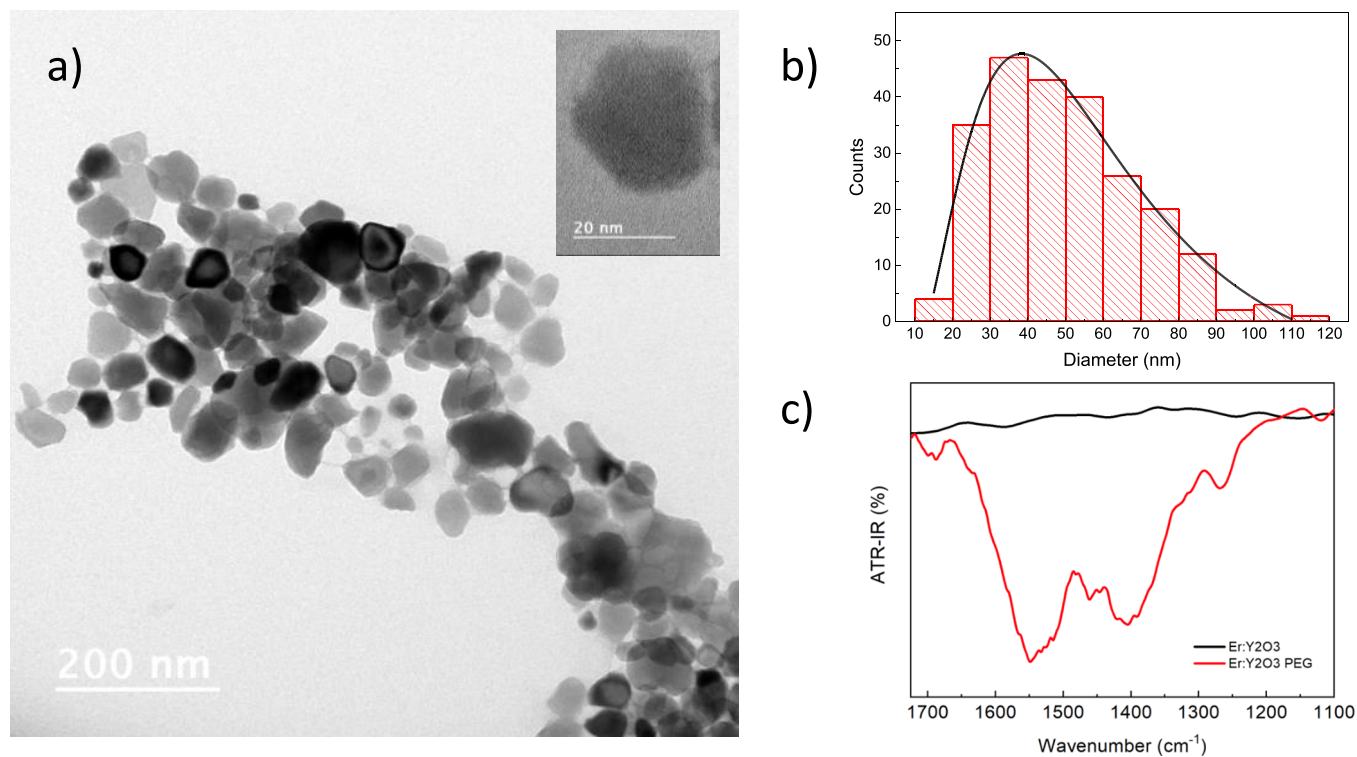 a)
20 nm
200 nm
b)
50
40
30
20
10
0
Counts
10 20 30 40 50 60 70 80 90 100 110 120
Diameter (nm)
c)
ATR-IR (%)
Er:Y2O3
Er:Y2O3 PEG
1700 1600 1500 1400 1300 1200 1100
Wavenumber (cm⁻¹)